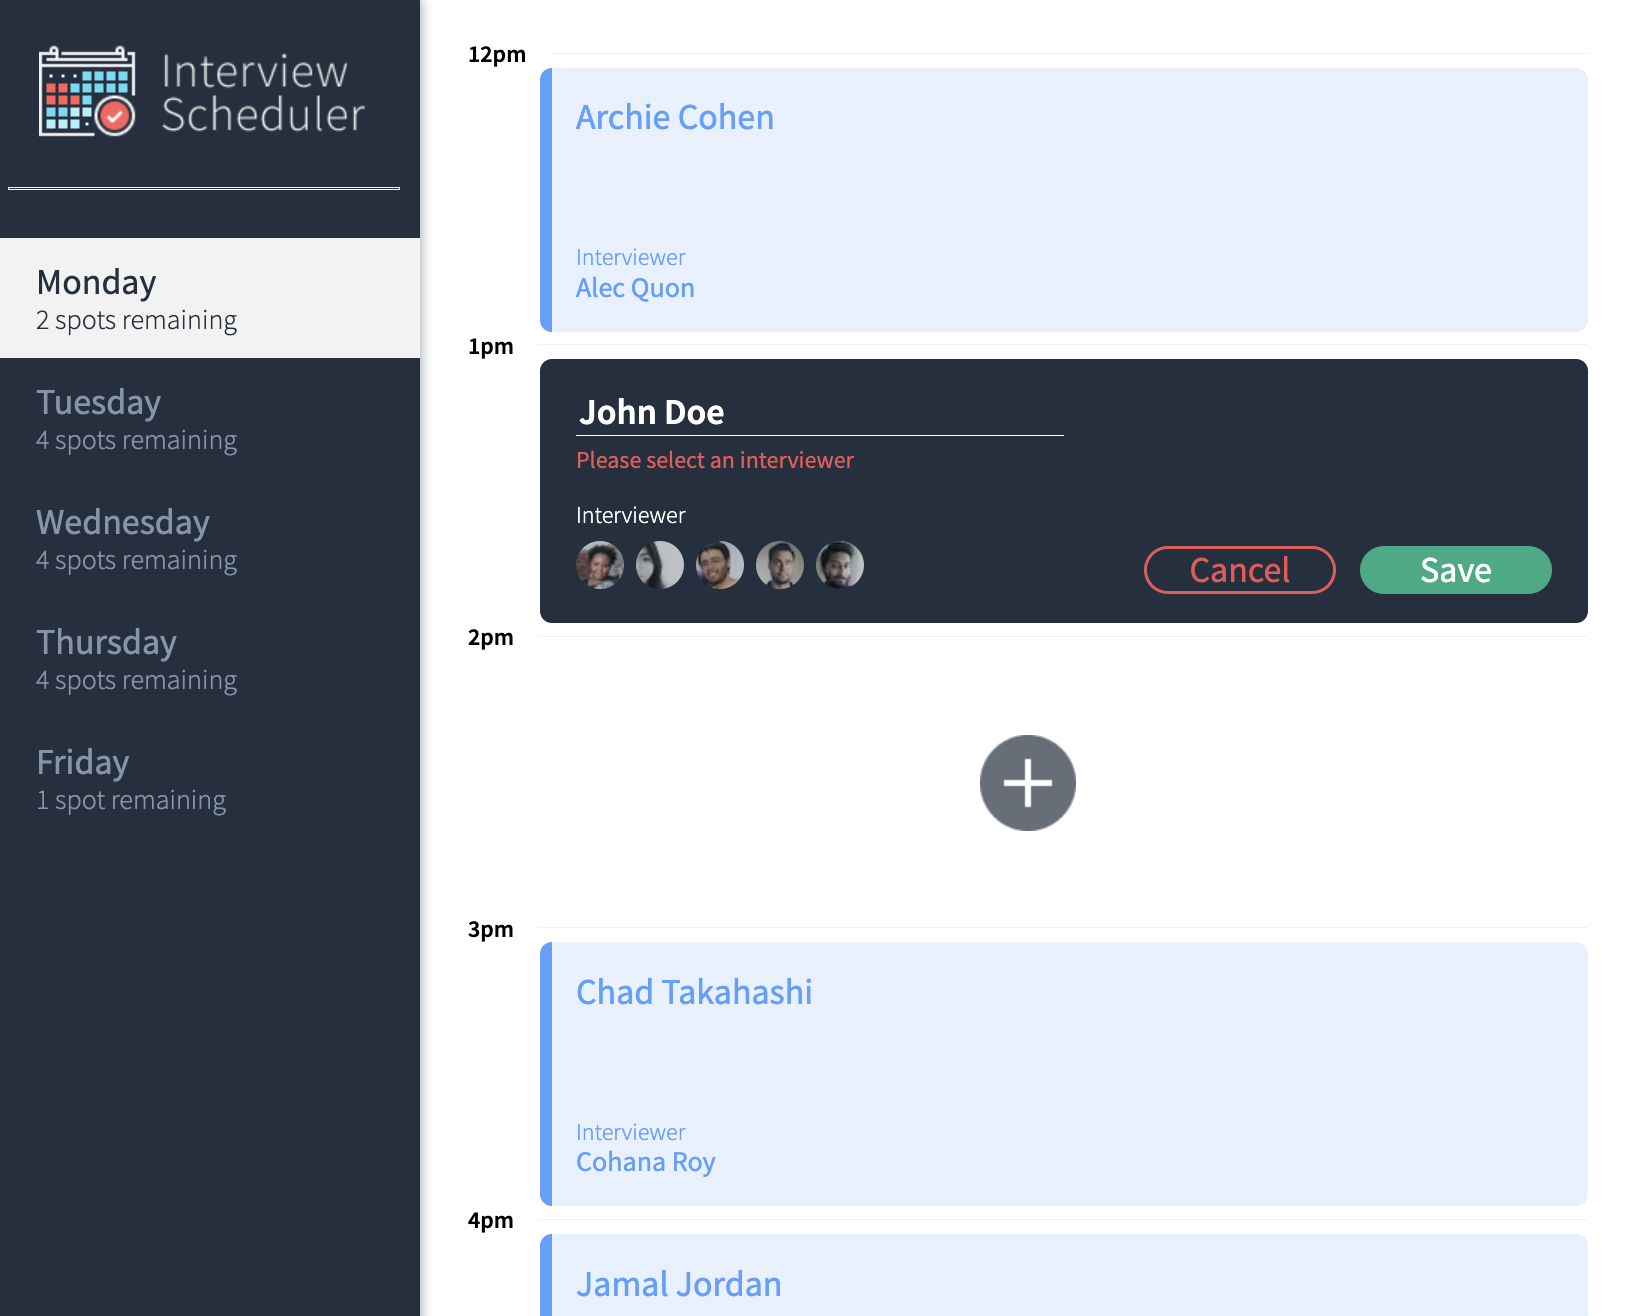 Interview
Scheduler
Monday
2 spots remaining
Tuesday
4 spots remaining
Wednesday
4 spots remaining
Thursday
4 spots remaining
Friday
1 spot remaining
12pm
Archie Cohen
Interviewer
Alec Quon
1pm
John Doe
Please select an interviewer
Interviewer
Cancel
Save
2pm
3pm
Chad Takahashi
Interviewer
Cohana Roy
4pm
Jamal Jordan